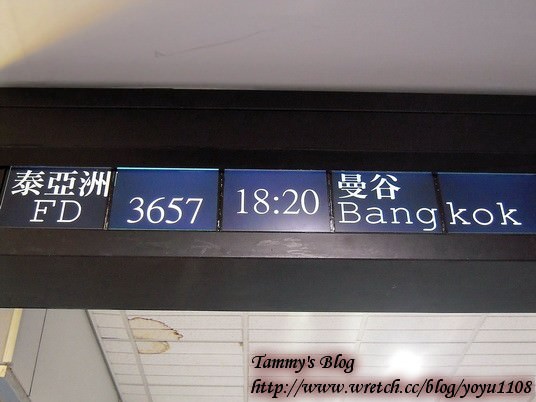 泰亞洲 3657 18:20 曼谷
FD Bangkok
Tammy's Blog
http://www.wretch.cc/blog/yoyu1108